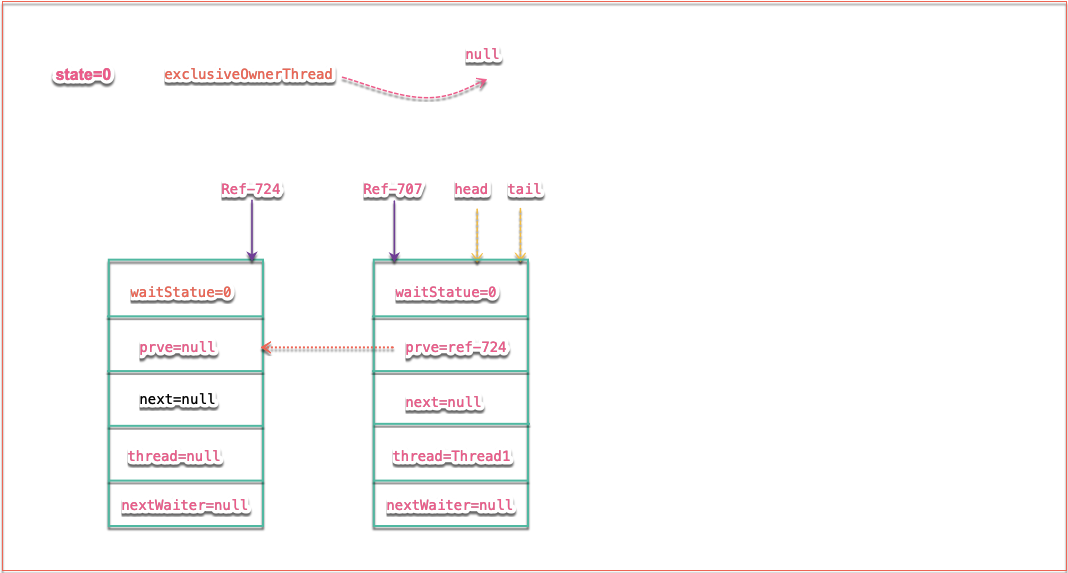 null
state=0 exclusiveOwnerThread
Ref-724 Ref-707 head tail
waitStatue=0 waitStatue=0
prve=null prve=ref-724
next=null next=null
thread=null thread=Thread1
nextWaiter=null nextWaiter=null